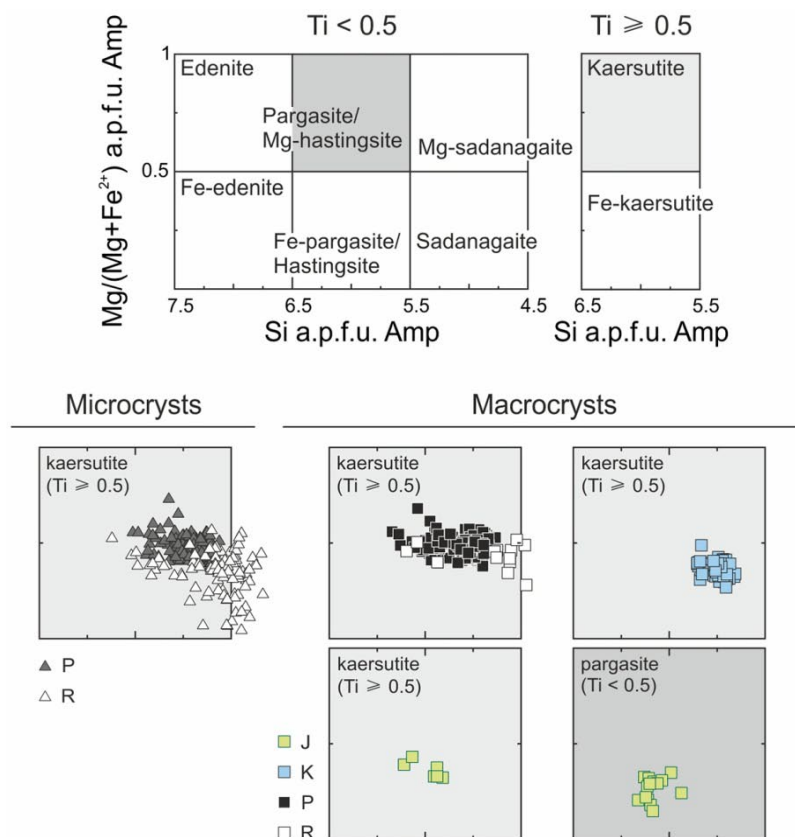 Ti < 0.5
Ti ⩾ 0.5
Mg/(Mg+Fe²⁺) a.p.f.u. Amp
1
0.5
0
Edenite
Pargasite/
Mg-hastingsite
Mg-sadanagaite
Kaersutite
Fe-edenite
Fe-pargasite/
Hastingsite
Sadanagaite
Fe-kaersutite
7.5 6.5 5.5 4.5
6.5 5.5
Si a.p.f.u. Amp
Si a.p.f.u. Amp
Microcrysts
Macrocrysts
kaersutite
(Ti ⩾ 0.5)
kaersutite
(Ti ⩾ 0.5)
kaersutite
(Ti ⩾ 0.5)
P
R
kaersutite
(Ti ⩾ 0.5)
pargasite
(Ti < 0.5)
J
K
P
R